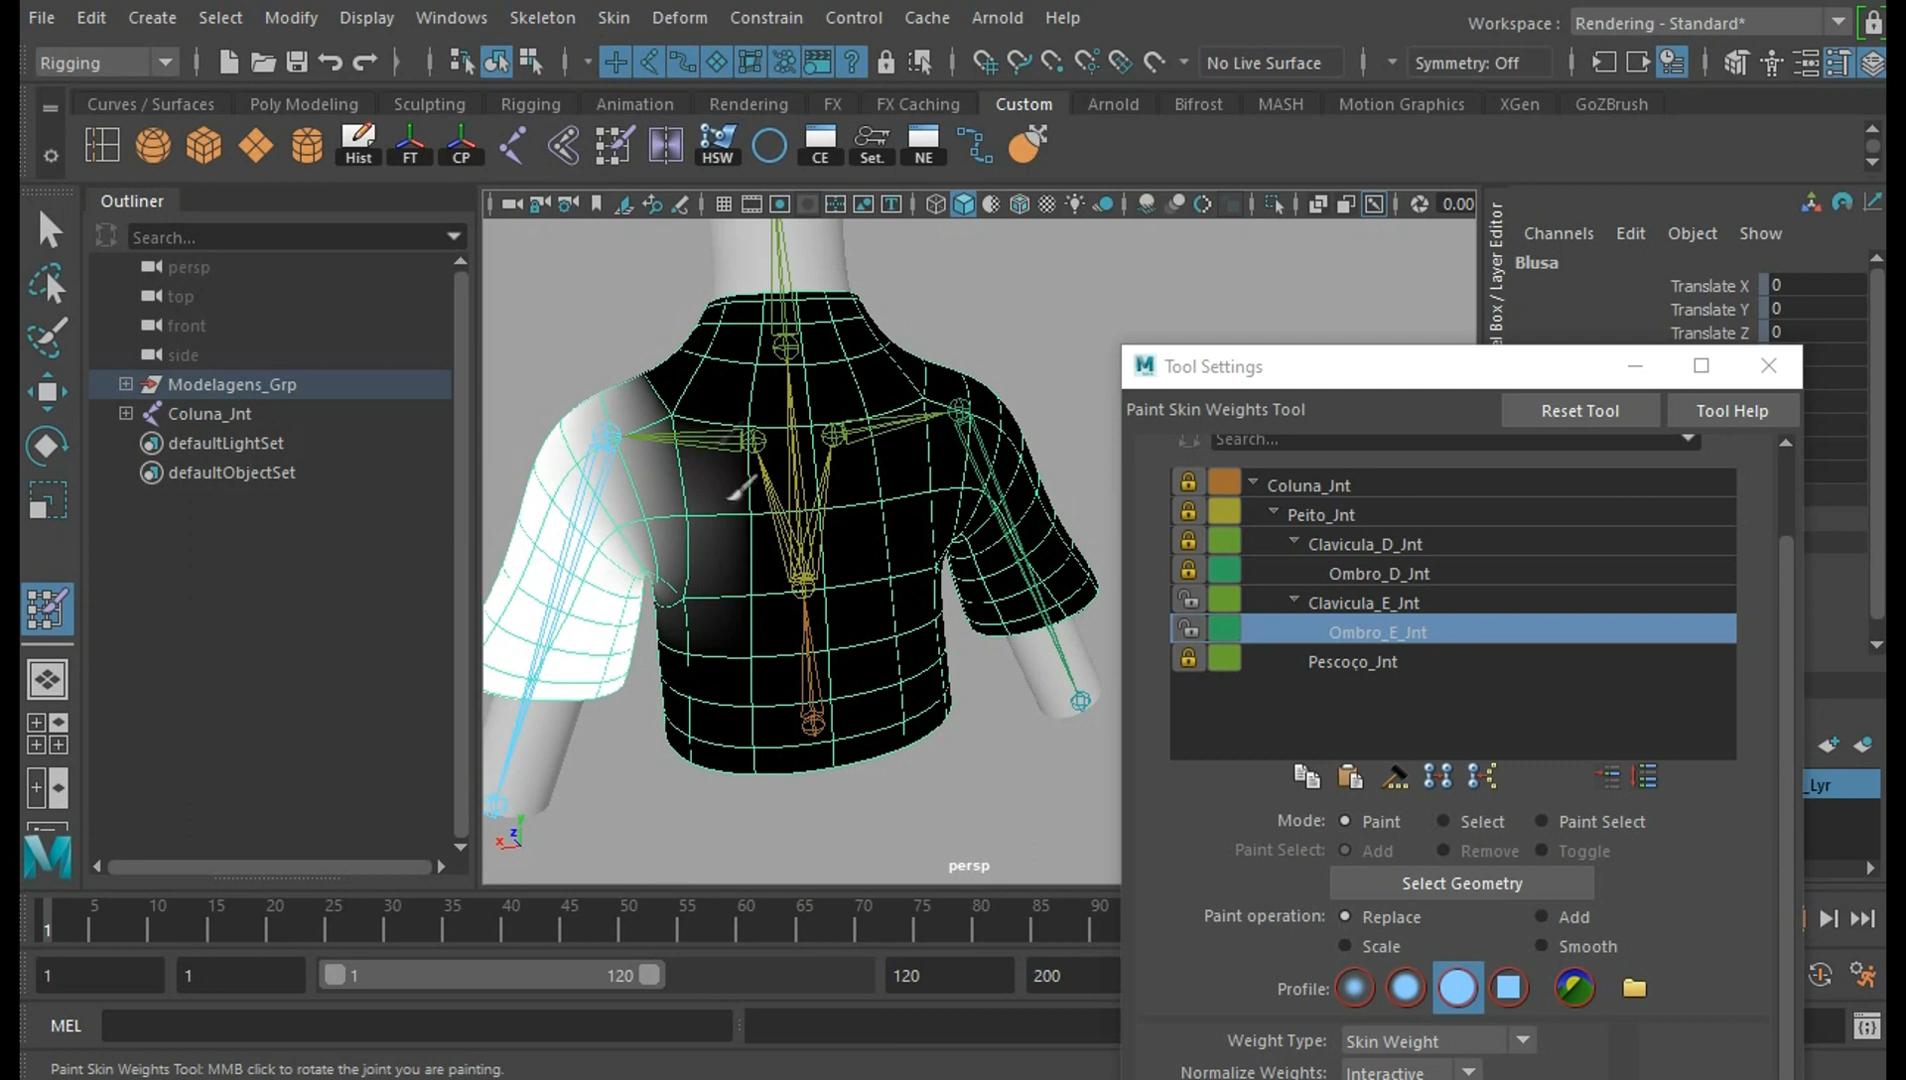 File Edit Create Select Modify Display Windows Skeleton Skin Deform Constrain Control Cache Arnold Help
Workspace : Rendering - Standard*
Rigging
No Live Surface
Symmetry: Off
Curves / Surfaces Poly Modeling Sculpting Rigging Animation Rendering FX FX Caching Custom Arnold Bifrost MASH Motion Graphics XGen GoZBrush
Hist FT CP HSW CE Set. NE
Outliner
Search...
persp
top
front
side
Modelagens_Grp
Coluna_Jnt
defaultLightSet
defaultObjectSet
0.00
persp
Channels Edit Object Show
Blusa
Translate X 0
Translate Y 0
Translate Z 0
Tool Settings
Paint Skin Weights Tool
Reset Tool
Tool Help
Search...
Coluna_Jnt
Peito_Jnt
Clavicula_D_Jnt
Ombro_D_Jnt
Clavicula_E_Jnt
Ombro_E_Jnt
Pescoço_Jnt
Mode: Paint Select Paint Select
Paint Select: Add Remove Toggle
Select Geometry
Paint operation: Replace Add
Scale Smooth
Profile:
Weight Type: Skin Weight
Normalize Weights: Interactive
_Lyr
5 10 15 20 25 30 35 40 45 50 55 60 65 70 75 80 85 90
1
1 1 1 120 120 200
MEL
Paint Skin Weights Tool: MMB click to rotate the joint you are painting.